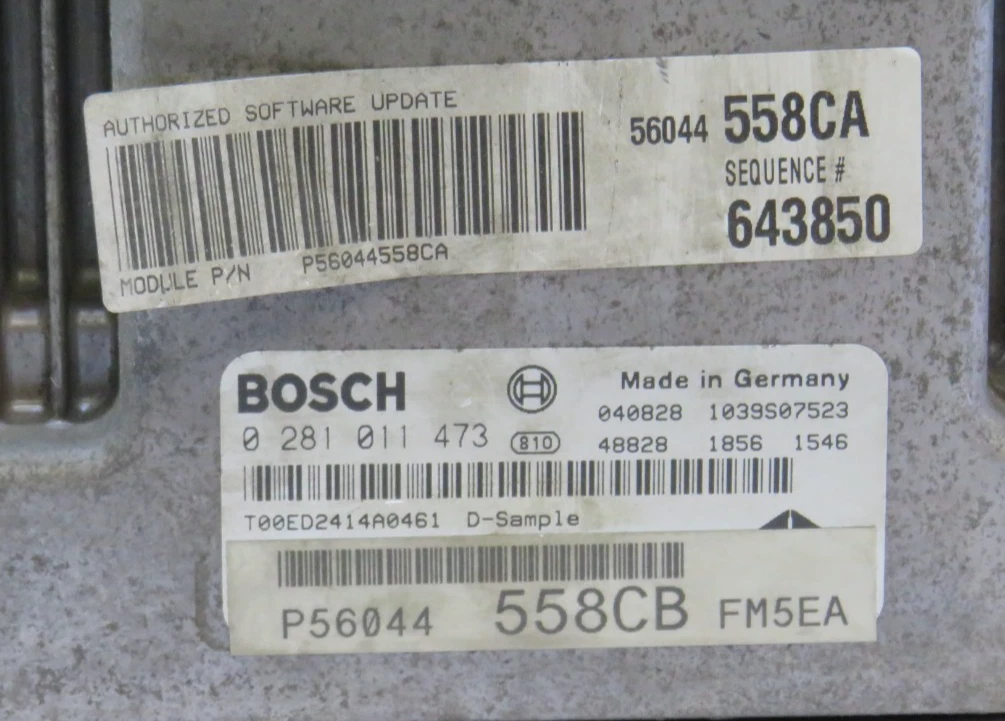 AUTHORIZED SOFTWARE UPDATE
56044 558CA
SEQUENCE #
643850
MODULE P/N P56044558CA
BOSCH
Made in Germany
040828 1039S07523
0 281 011 473 810 48828 1856 1546
T00ED2414A0461 D-Sample
P56044 558CB FM5EA